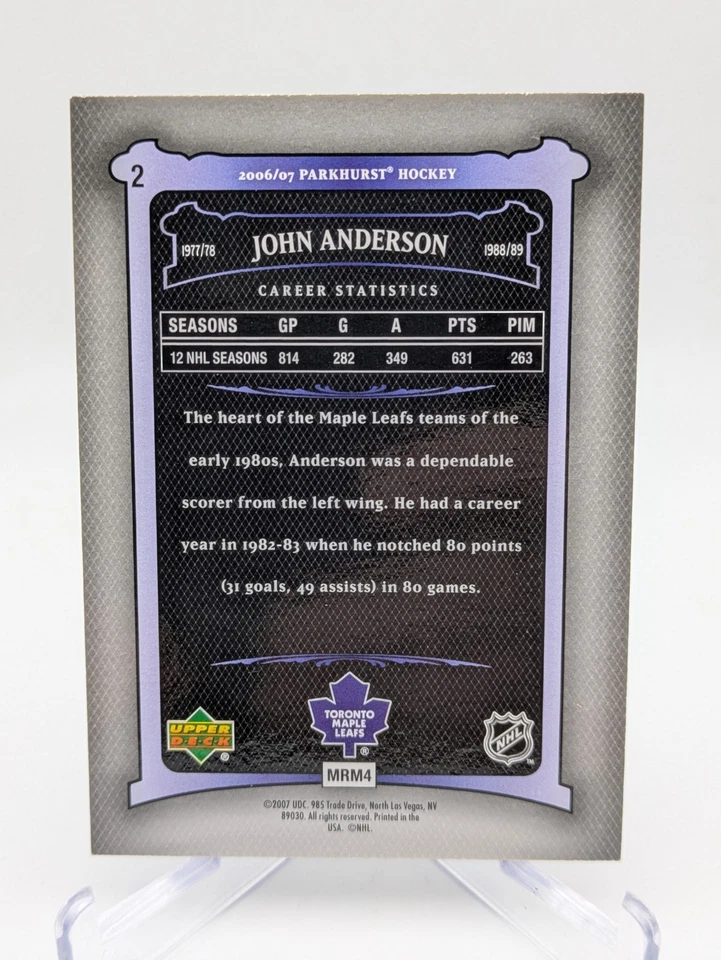 2
2006/07 PARKHURST® HOCKEY
1977/78 JOHN ANDERSON 1988/89
CAREER STATISTICS
SEASONS GP G A PTS PIM
12 NHL SEASONS 814 282 349 631 263
The heart of the Maple Leafs teams of the
early 1980s, Anderson was a dependable
scorer from the left wing. He had a career
year in 1982-83 when he notched 80 points
(31 goals, 49 assists) in 80 games.
UPPER
DECK
®
TORONTO
MAPLE
LEAFS
®
NHL
™
MRM4
©2007 UDC. 985 Trade Drive, North Las Vegas, NV
89030. All rights reserved. Printed in the
USA. ©NHL.